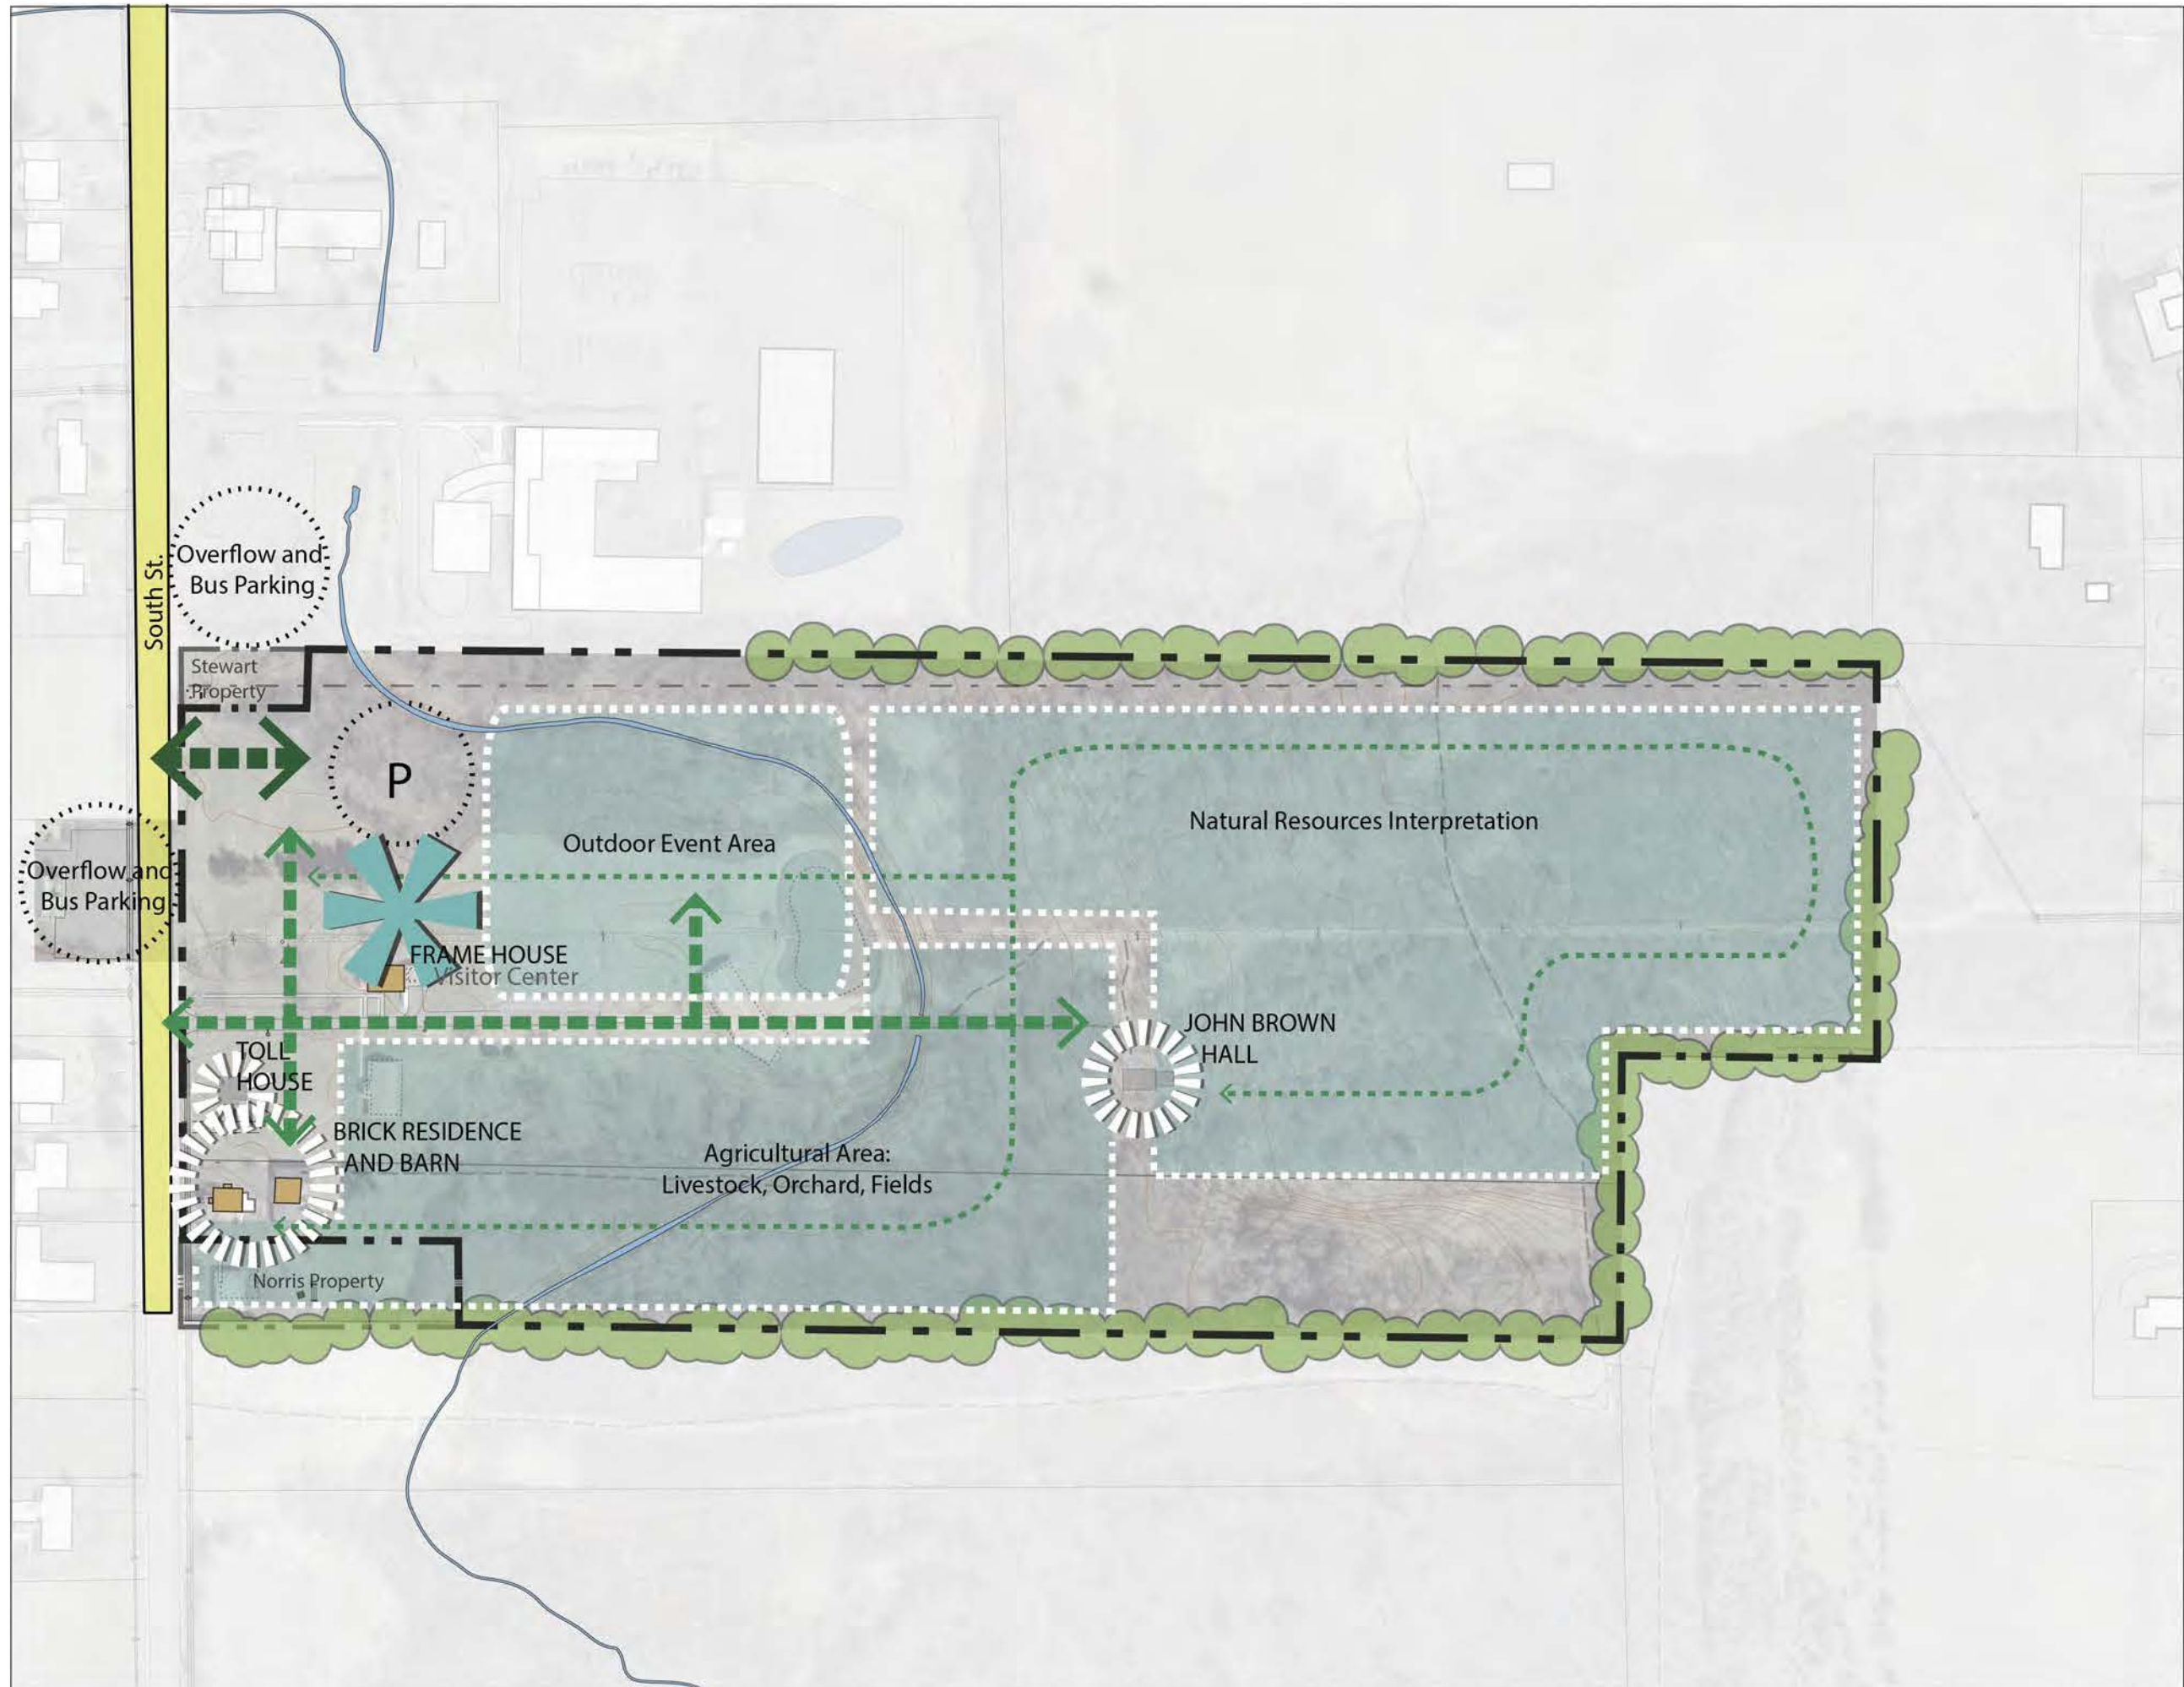 South St.
Overflow and
Bus Parking
Stewart
Property
P
Overflow and
Bus Parking
Outdoor Event Area
Natural Resources Interpretation
FRAME HOUSE
Visitor Center
TOLL
HOUSE
JOHN BROWN
HALL
BRICK RESIDENCE
AND BARN
Agricultural Area:
Livestock, Orchard, Fields
Norris Property